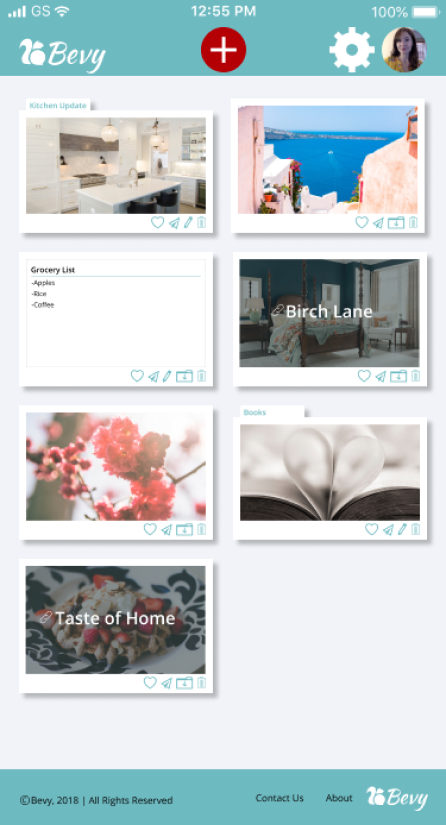 GS 12:55 PM 100%
Bevy
Kitchen Update
Grocery List
-Apples
-Rice
-Coffee
Birch Lane
Books
Taste of Home
©Bevy, 2018 | All Rights Reserved Contact Us About Bevy